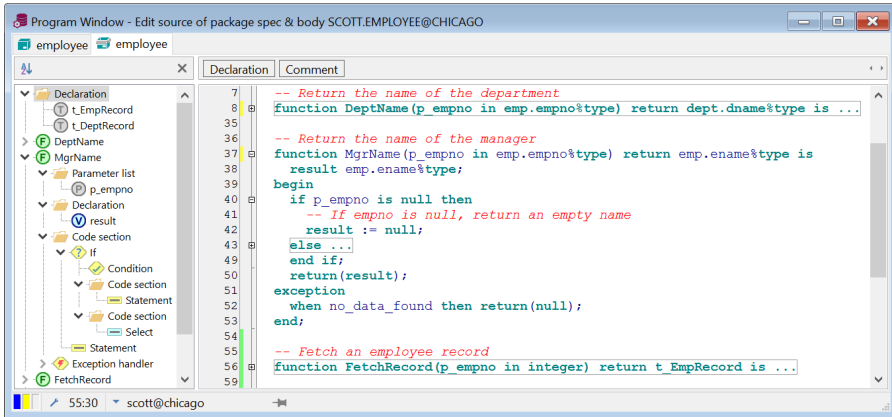 Program Window - Edit source of package spec & body SCOTT.EMPLOYEE@CHICAGO
employee employee
Declaration Comment
Declaration
t_EmpRecord
t_DeptRecord
DeptName
MgrName
Parameter list
p_empno
Declaration
result
Code section
If
Condition
Code section
Statement
Code section
Select
Statement
Exception handler
FetchRecord
7 -- Return the name of the department
8 function DeptName(p_empno in emp.empno%type) return dept.dname%type is ...
35
36 -- Return the name of the manager
37 function MgrName(p_empno in emp.empno%type) return emp.ename%type is
38 result emp.ename%type;
39 begin
40 if p_empno is null then
41 -- If empno is null, return an empty name
42 result := null;
43 else ...
49 end if;
50 return(result);
51 exception
52 when no_data_found then return(null);
53 end;
54
55 -- Fetch an employee record
56 function FetchRecord(p_empno in integer) return t_EmpRecord is ...
59
55:30 scott@chicago